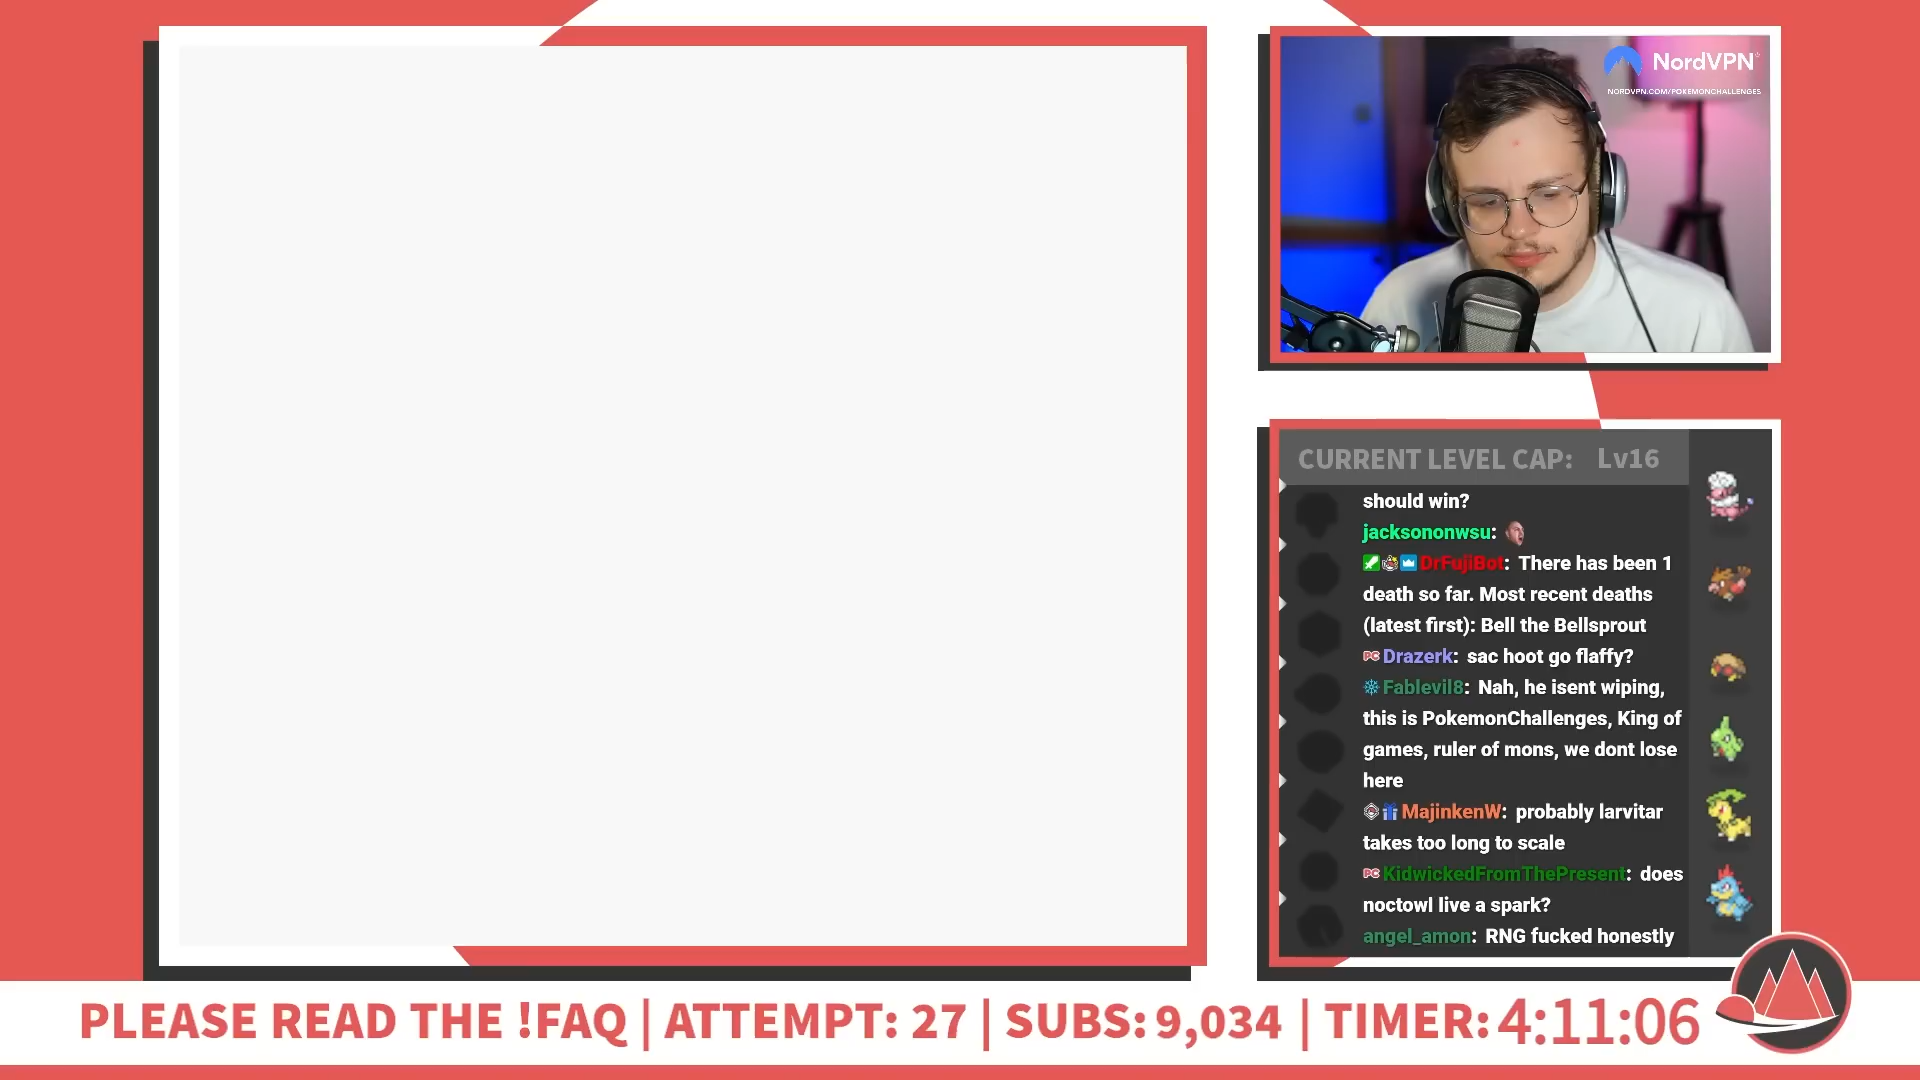 NordVPN
NORDVPN.COM/POKEMONCHALLENGES
CURRENT LEVEL CAP: Lv16
should win?
jacksononwsu:
DrFujiBot: There has been 1
death so far. Most recent deaths
(latest first): Bell the Bellsprout
PC Drazerk: sac hoot go flaffy?
Fablevil8: Nah, he isent wiping,
this is PokemonChallenges, King of
games, ruler of mons, we dont lose
here
MajinkenW: probably larvitar
takes too long to scale
PC KidwickedFromThePresent: does
noctowl live a spark?
angel_amon: RNG fucked honestly
PLEASE READ THE !FAQ | ATTEMPT: 27 | SUBS: 9,034 | TIMER: 4:11:06